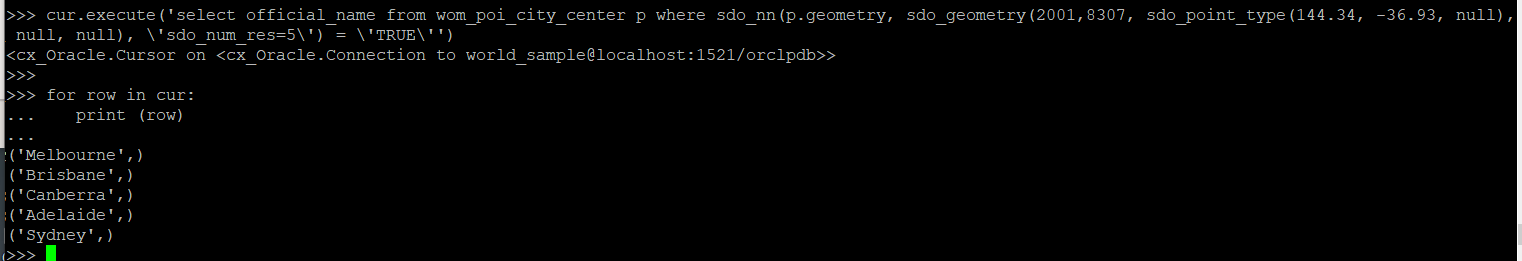 >>> cur.execute('select official_name from wom_poi_city_center p where sdo_nn(p.geometry, sdo_geometry(2001,8307, sdo_point_type(144.34, -36.93, null),
 null, null), \'sdo_num_res=5\') = \'TRUE\'')
<cx_Oracle.Cursor on <cx_Oracle.Connection to world_sample@localhost:1521/orclpdb>>
>>>
>>> for row in cur:
...    print (row)
...
('Melbourne',)
('Brisbane',)
('Canberra',)
('Adelaide',)
('Sydney',)
>>>